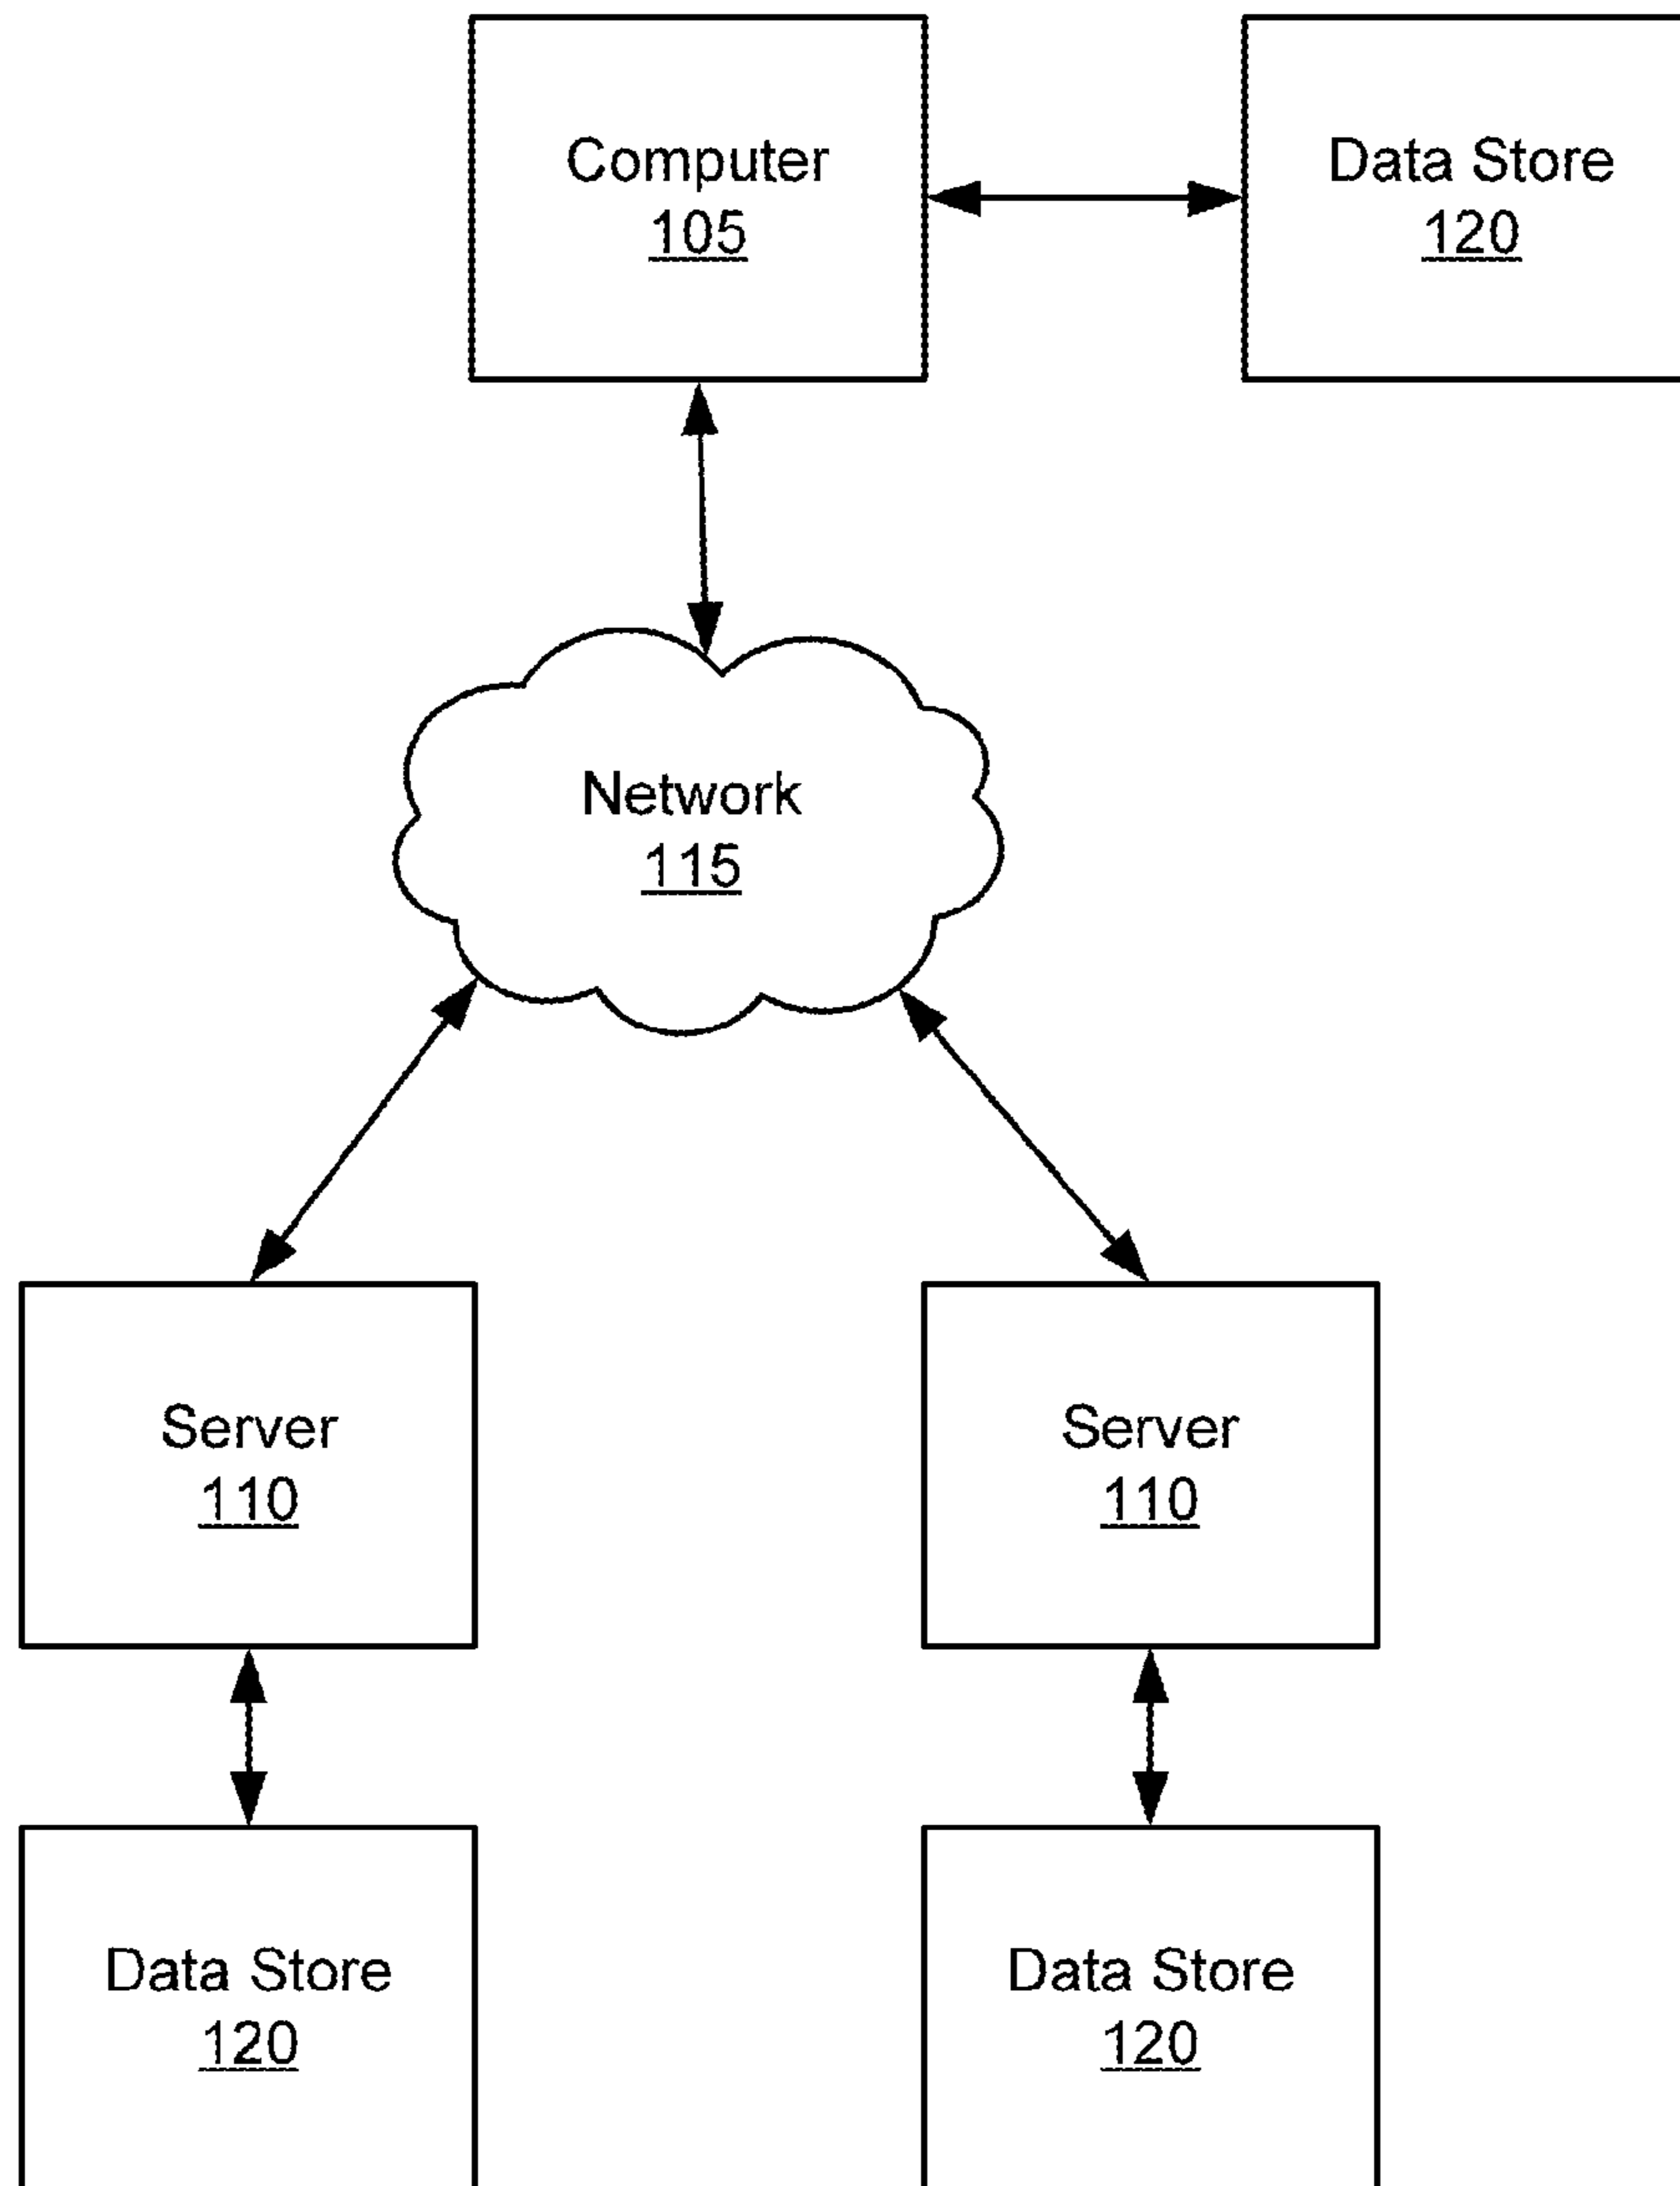 Computer
105
Data Store
120
Network
115
Server
110
Server
110
Data Store
120
Data Store
120